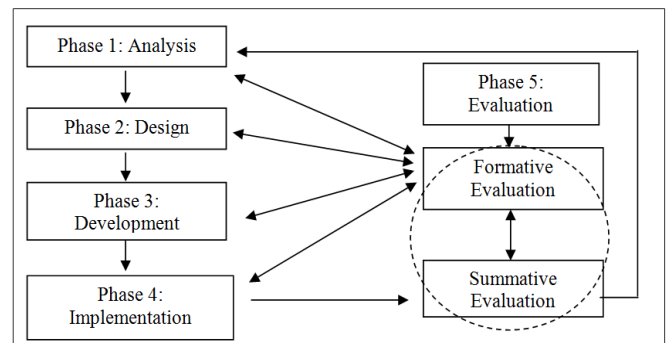 Phase 1: Analysis
Phase 2: Design
Phase 3:
Development
Phase 4:
Implementation
Phase 5:
Evaluation
Formative
Evaluation
Summative
Evaluation